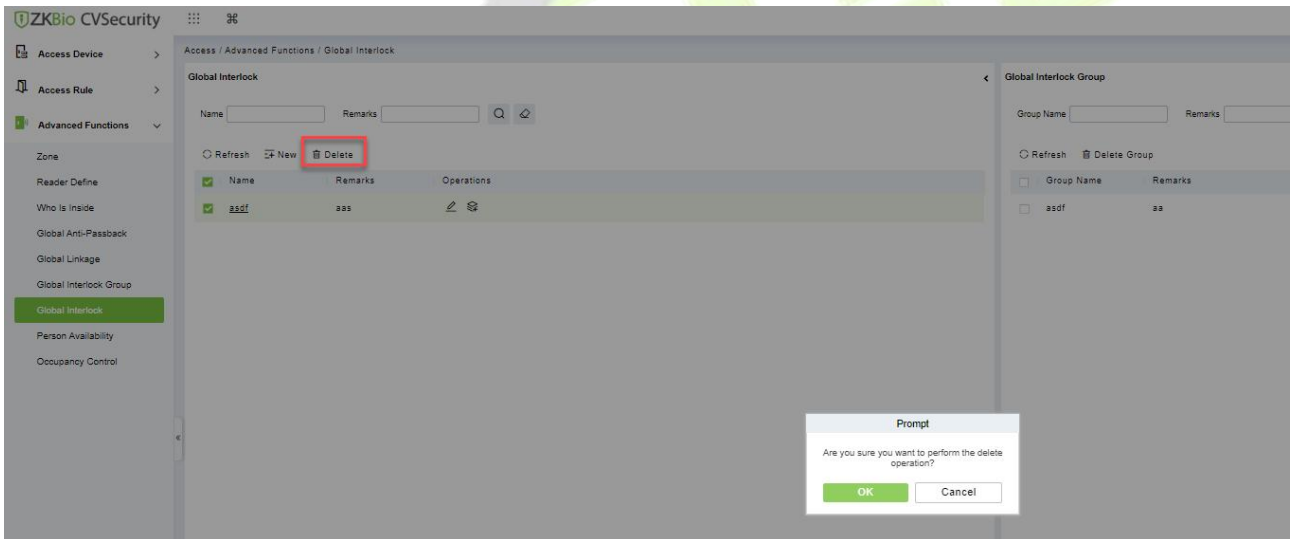 ZKBio CVSecurity
Access Device
Access Rule
Advanced Functions
Zone
Reader Define
Who Is Inside
Global Anti-Passback
Global Linkage
Global Interlock Group
Global Interlock
Person Availability
Occupancy Control
Access / Advanced Functions / Global Interlock
Global Interlock
Name Remarks
Refresh New Delete
Name Remarks Operations
asdf aas
Global Interlock Group
Group Name Remarks
Refresh Delete Group
Group Name Remarks
asdf aa
Prompt
Are you sure you want to perform the delete
operation?
OK Cancel